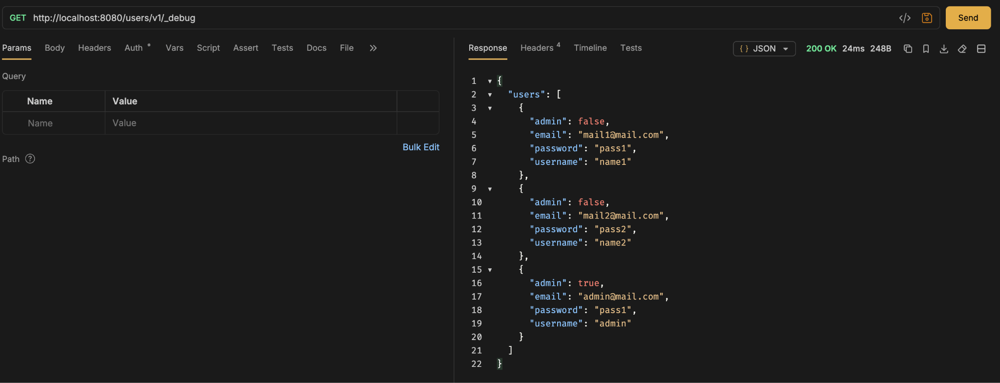 GET http://localhost:8080/users/v1/_debug </> Send
Params Body Headers Auth Vars Script Assert Tests Docs File
Query
Name Value
Name Value
Bulk Edit
Path ?
Response Headers 4 Timeline Tests { } JSON 200 OK 24ms 248B
1 {
2 "users": [
3 {
4 "admin": false,
5 "email": "mail1@mail.com",
6 "password": "pass1",
7 "username": "name1"
8 },
9 {
10 "admin": false,
11 "email": "mail2@mail.com",
12 "password": "pass2",
13 "username": "name2"
14 },
15 {
16 "admin": true,
17 "email": "admin@mail.com",
18 "password": "pass1",
19 "username": "admin"
20 }
21 ]
22 }